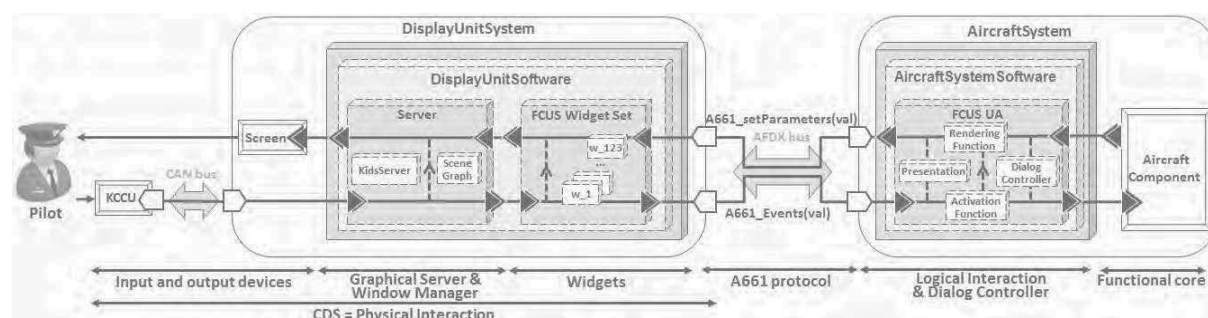 DisplayUnitSystem
DisplayUnitSoftware
Server
KidsServer
Scene
Graph
FCUS Widget Set
w_123
...
w_1
Screen
Pilot
KCCU
CAN bus
A661_setParameters(val)
AFDX bus
A661_Events(val)
AircraftSystem
AircraftSystemSoftware
FCUS UA
Rendering
Function
Presentation
Dialog
Controller
Activation
Function
Aircraft
Component
Input and output devices
Graphical Server &
Window Manager
Widgets
A661 protocol
Logical Interaction
& Dialog Controller
Functional core
CDS = Physical Interaction